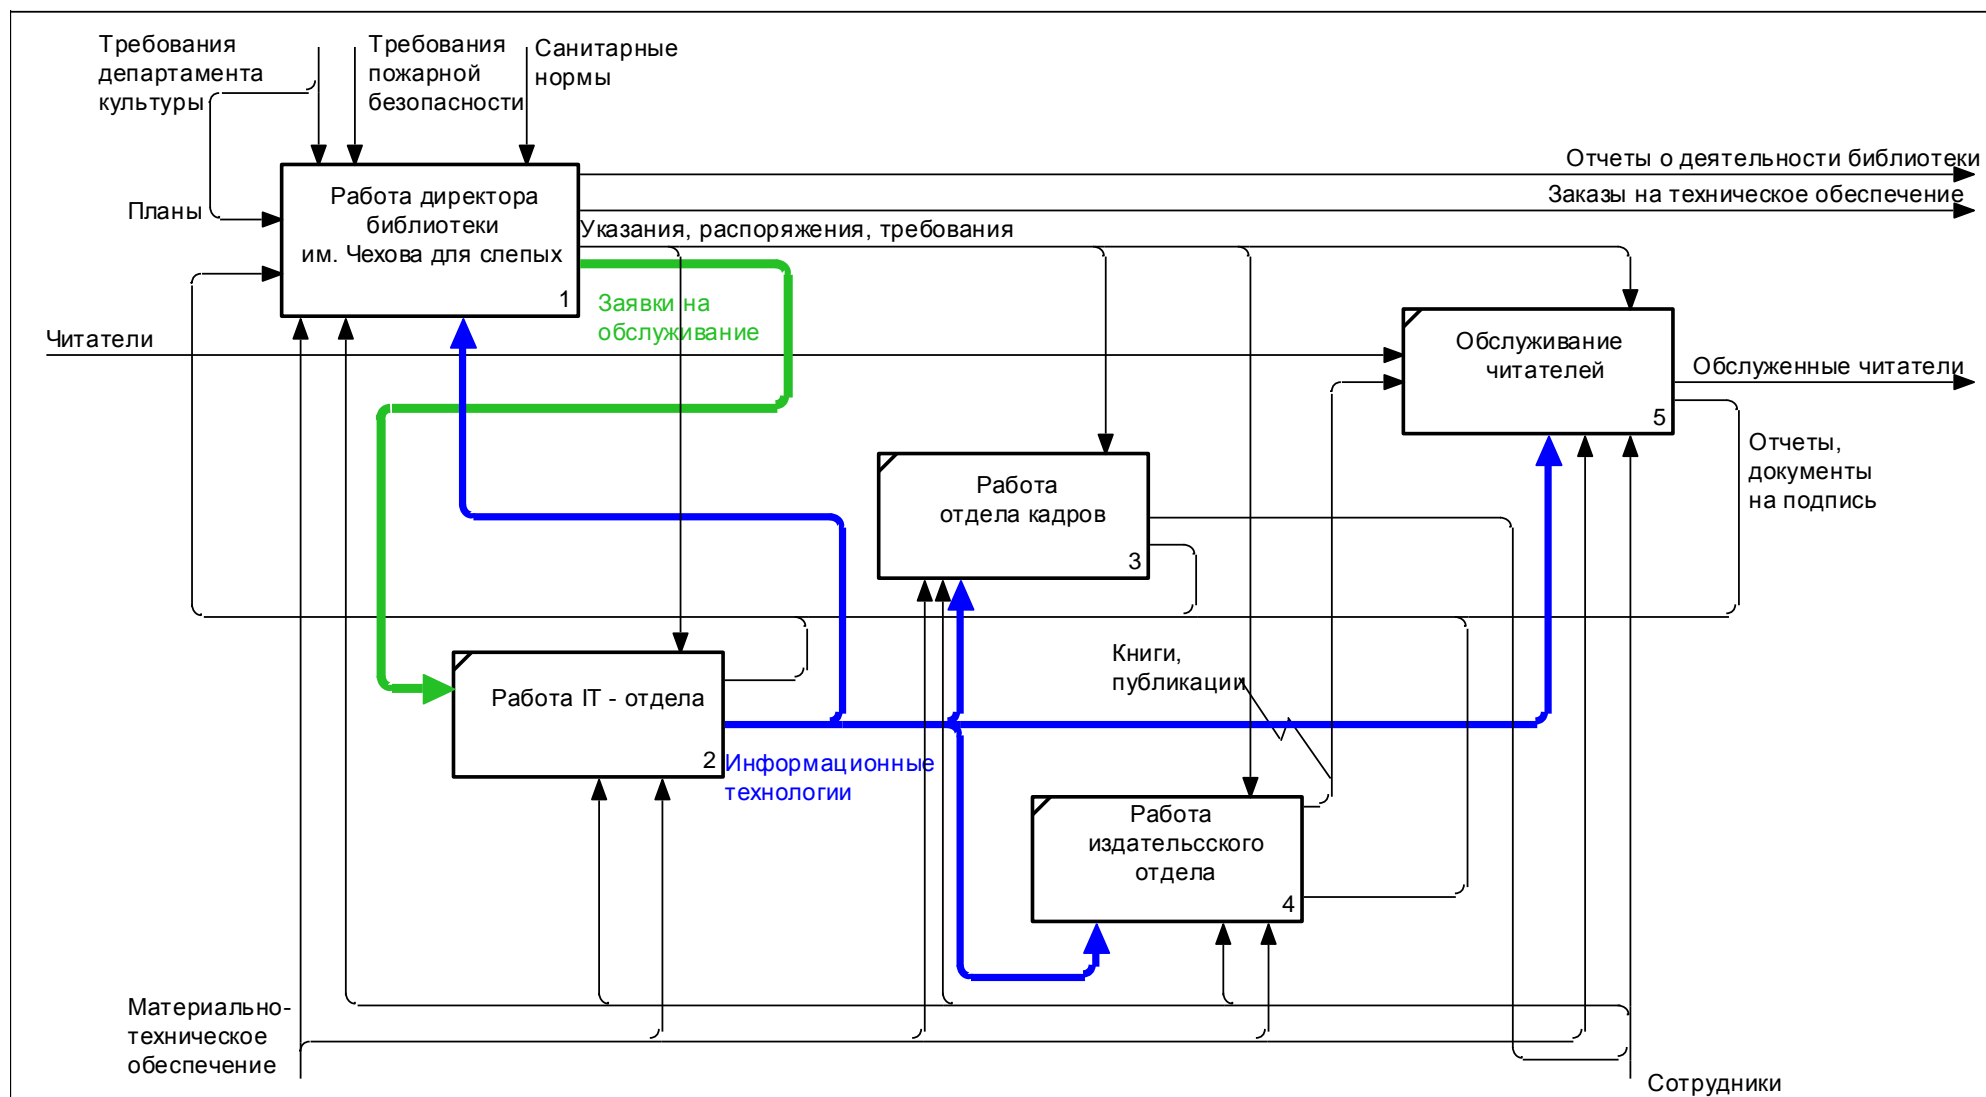 Требования
департамента
культуры
Требования
пожарной
безопасности
Санитарные
нормы
Планы
Работа директора
библиотеки
им. Чехова для слепых
1
Отчеты о деятельности библиотеки
Заказы на техническое обеспечение
Указания, распоряжения, требования
Заявки на
обслуживание
Читатели
Обслуживание
читателей
5
Обслуженные читатели
Отчеты,
документы
на подпись
Работа
отдела кадров
3
Работа IT - отдела
2
Информационные
технологии
Книги,
публикации
Работа
издательсского
отдела
4
Материально-
техническое
обеспечение
Сотрудники